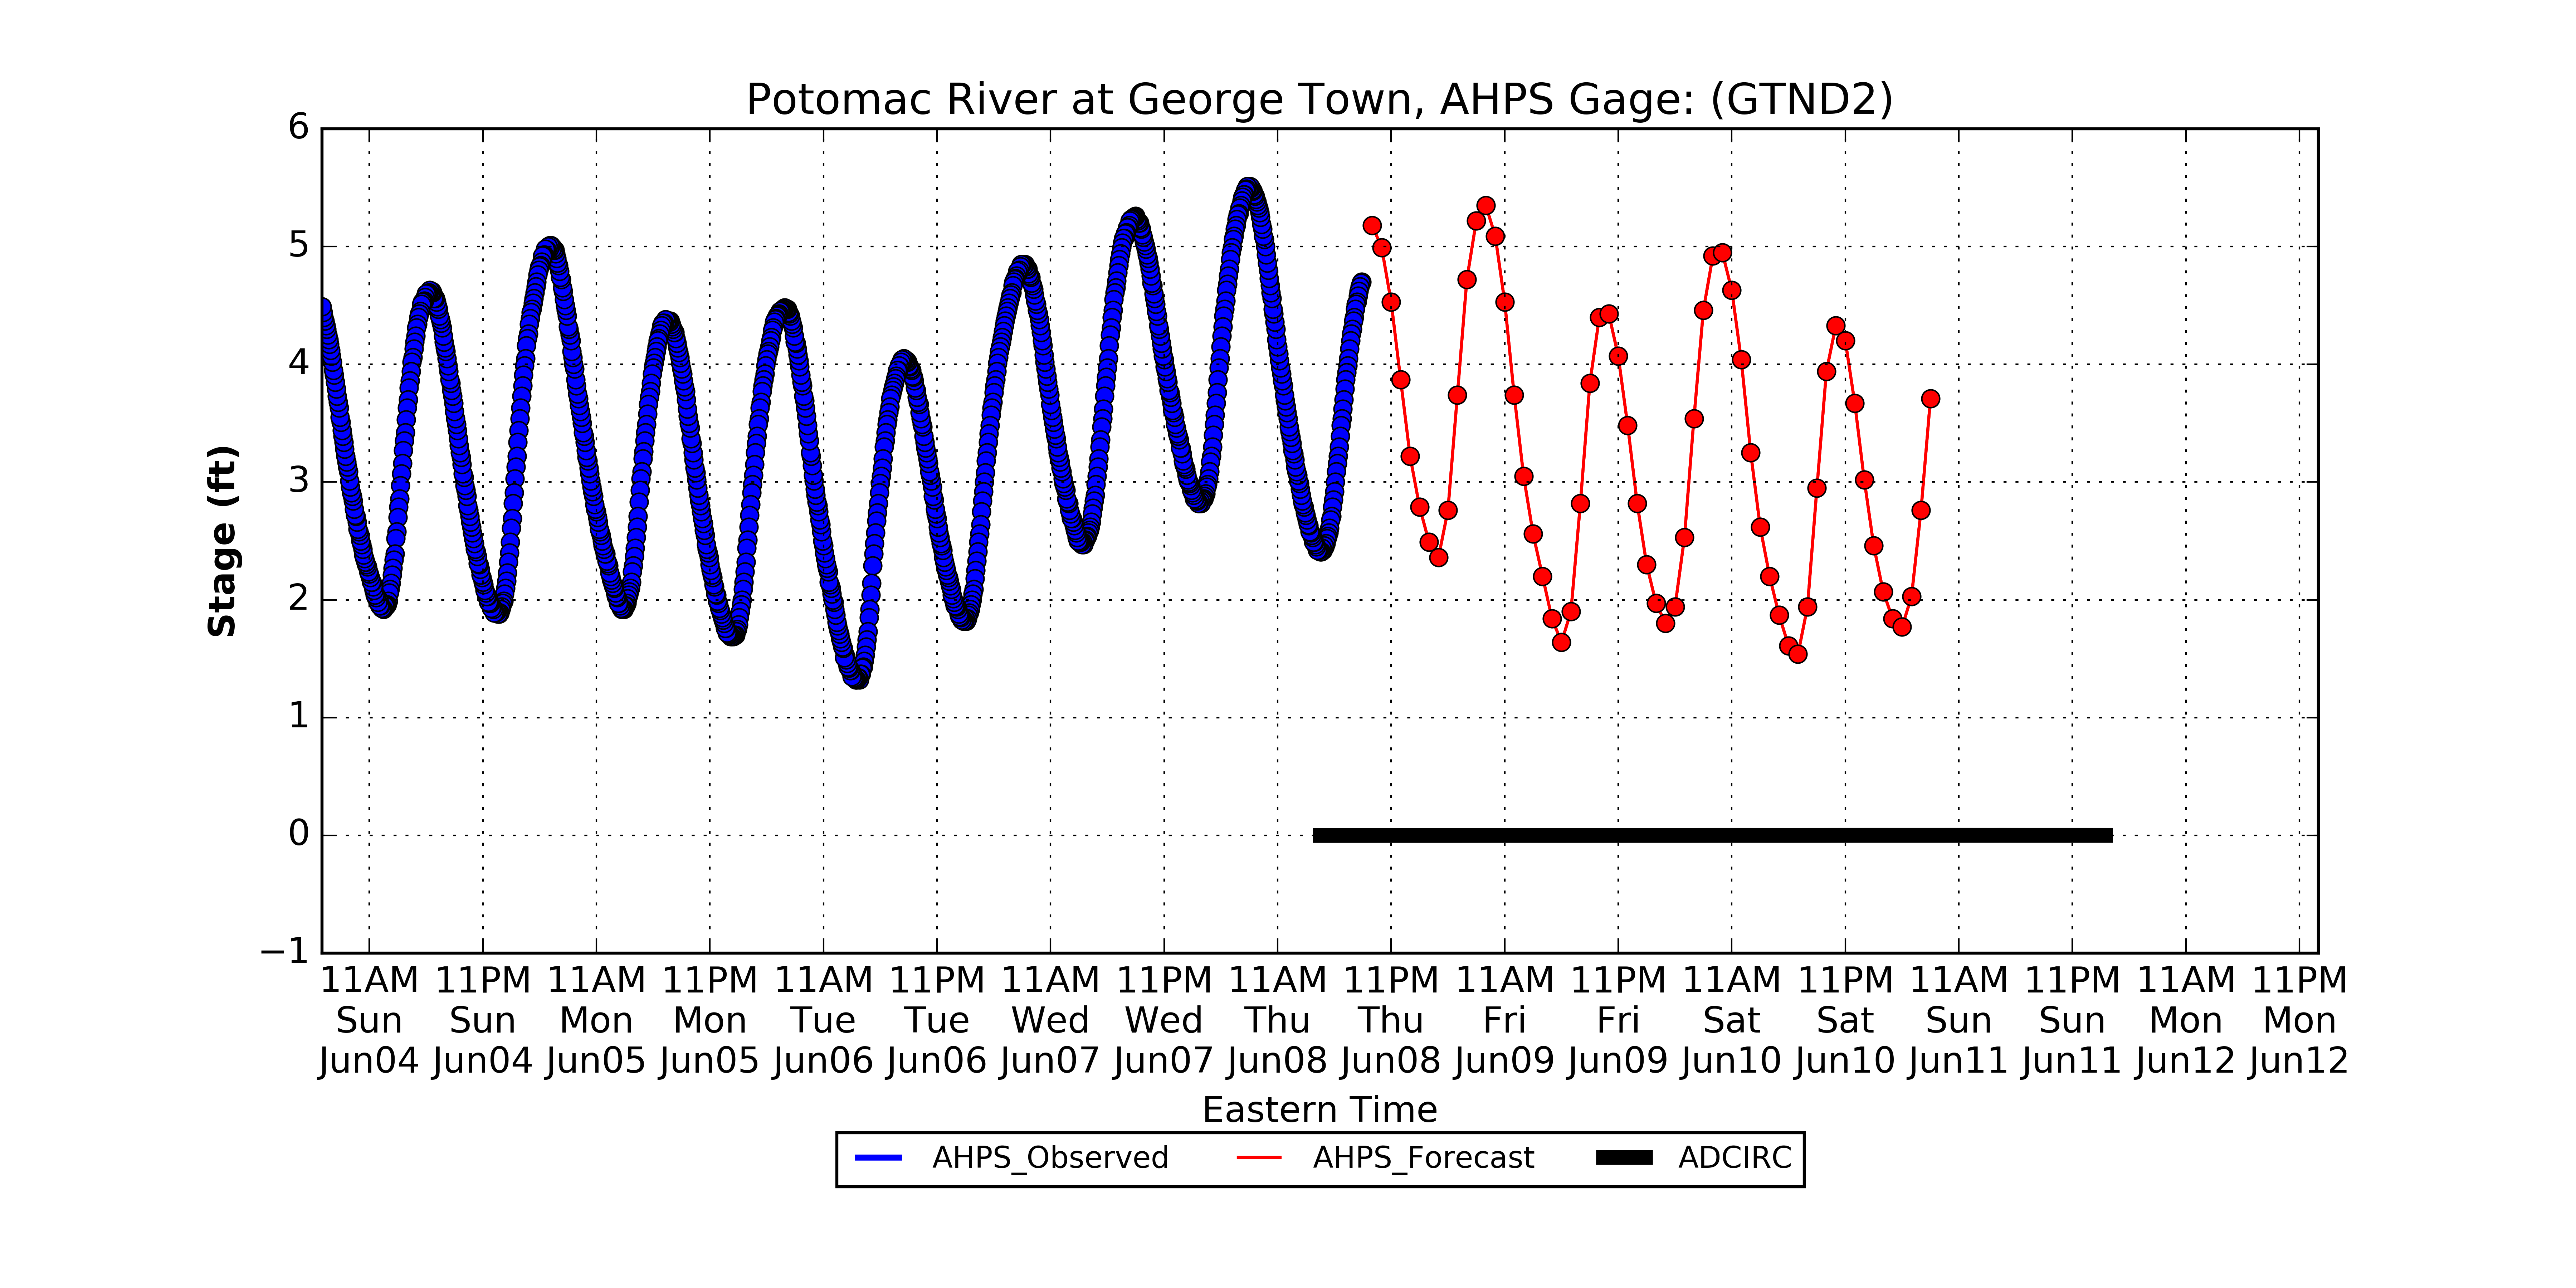 Potomac River at George Town, AHPS Gage: (GTND2)
6
5
4
3
2
1
0
−1
Stage (ft)
11AM 11PM 11AM 11PM 11AM 11PM 11AM 11PM 11AM 11PM 11AM 11PM 11AM 11PM 11AM 11PM 11AM 11PM
Sun Sun Mon Mon Tue Tue Wed Wed Thu Thu Fri Fri Sat Sat Sun Sun Mon Mon
Jun04 Jun04 Jun05 Jun05 Jun06 Jun06 Jun07 Jun07 Jun08 Jun08 Jun09 Jun09 Jun10 Jun10 Jun11 Jun11 Jun12 Jun12
Eastern Time
AHPS_Observed AHPS_Forecast ADCIRC